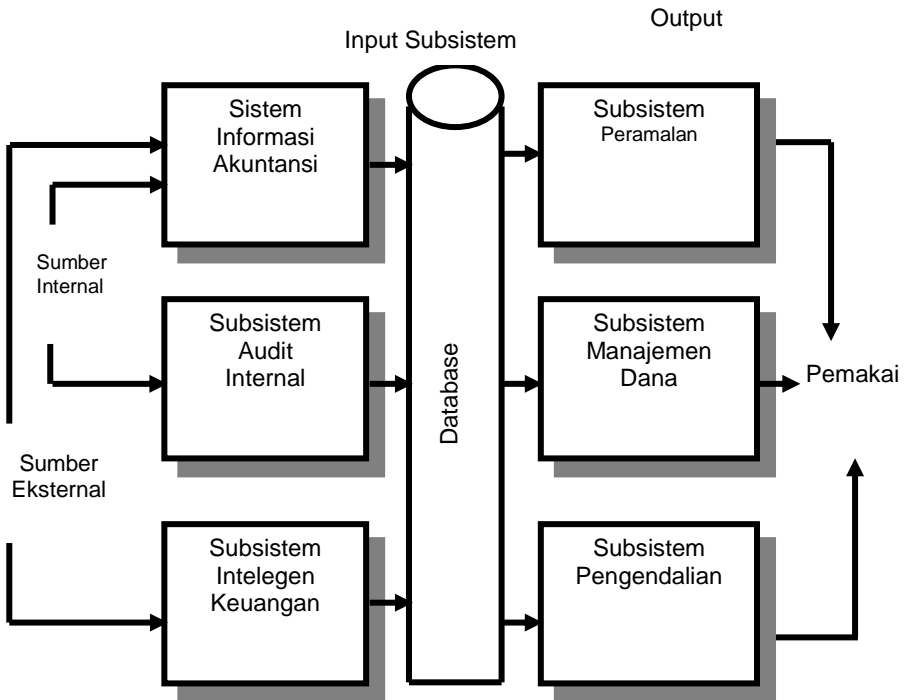 Output
Input Subsistem
Sistem
Informasi
Akuntansi
Subsistem
Peramalan
Sumber
Internal
Subsistem
Audit
Internal
Database
Subsistem
Manajemen
Dana
Pemakai
Sumber
Eksternal
Subsistem
Intelegen
Keuangan
Subsistem
Pengendalian